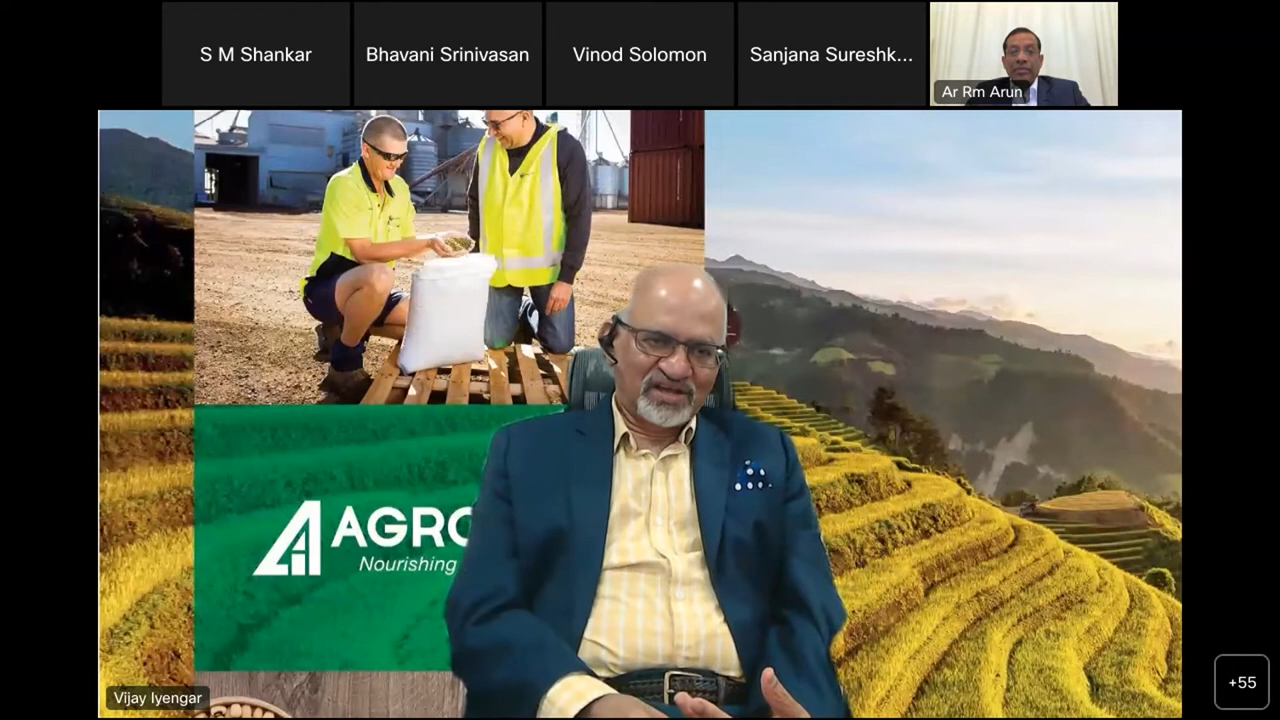 S M Shankar
Bhavani Srinivasan
Vinod Solomon
Sanjana Sureshk...
Ar Rm Arun
AGRO
Nourishing
Vijay Iyengar
+55